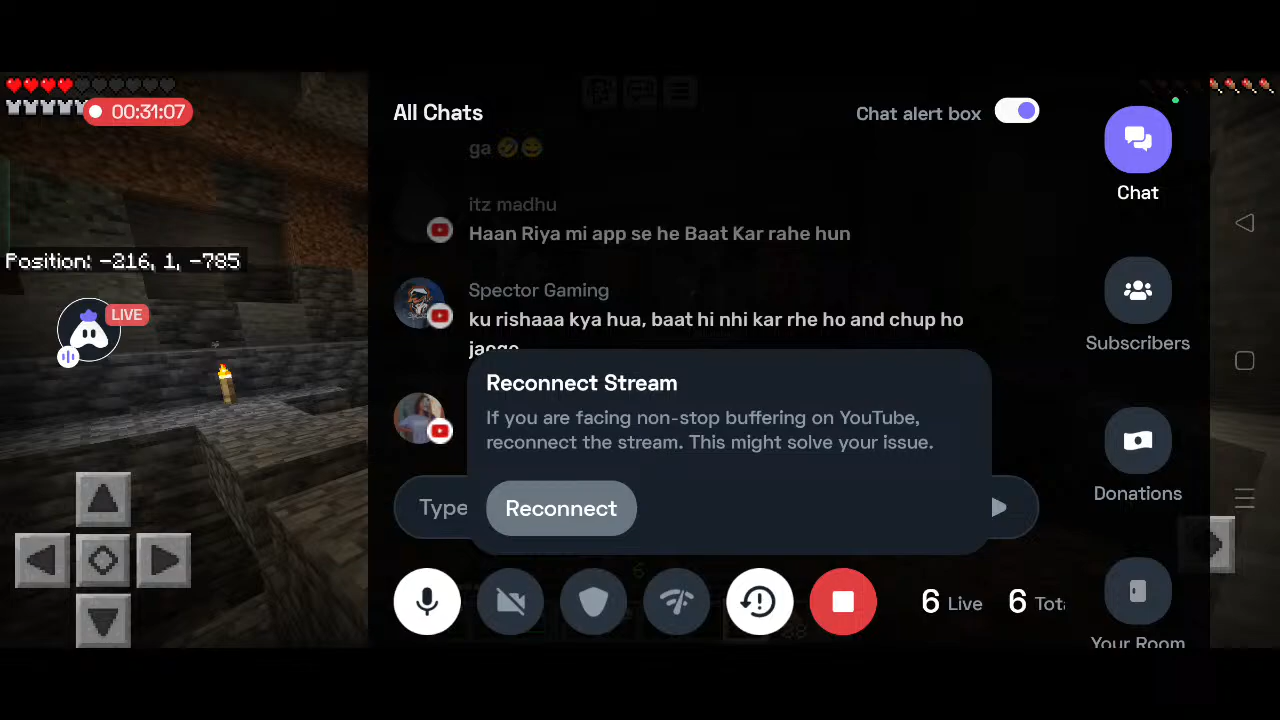 00:31:07
All Chats
Chat alert box
ga 🤣😂
Chat
itz madhu
Haan Riya mi app se he Baat Kar rahe hun
Position: -216, 1, -785
Spector Gaming
LIVE
ku rishaaa kya hua, baat hi nhi kar rhe ho and chup ho
jaoge
Subscribers
Reconnect Stream
If you are facing non-stop buffering on YouTube,
reconnect the stream. This might solve your issue.
Type
Reconnect
Donations
6 Live 6 Tot
Your Room